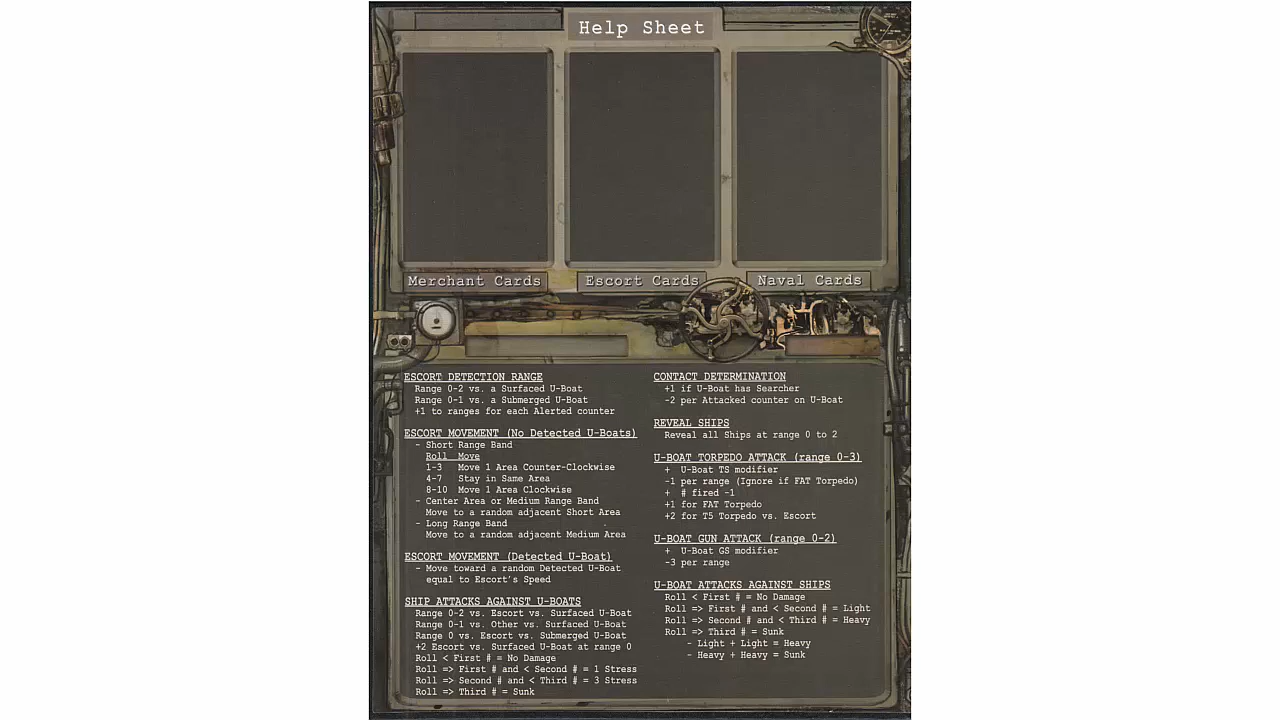 Help Sheet
Merchant Cards
Escort Cards
Naval Cards
ESCORT DETECTION RANGE
Range 0-2 vs. a Surfaced U-Boat
Range 0-1 vs. a Submerged U-Boat
+1 to ranges for each Alerted counter
ESCORT MOVEMENT (No Detected U-Boats)
- Short Range Band
Roll Move
1-3 Move 1 Area Counter-Clockwise
4-7 Stay in Same Area
8-10 Move 1 Area Clockwise
- Center Area or Medium Range Band
Move to a random adjacent Short Area
- Long Range Band
Move to a random adjacent Medium Area
ESCORT MOVEMENT (Detected U-Boat)
- Move toward a random Detected U-Boat
equal to Escort's Speed
SHIP ATTACKS AGAINST U-BOATS
Range 0-2 vs. Escort vs. Surfaced U-Boat
Range 0-1 vs. Other vs. Surfaced U-Boat
Range 0 vs. Escort vs. Submerged U-Boat
+2 Escort vs. Surfaced U-Boat at range 0
Roll < First # = No Damage
Roll => First # and < Second # = 1 Stress
Roll => Second # and < Third # = 3 Stress
Roll => Third # = Sunk
CONTACT DETERMINATION
+1 if U-Boat has Searcher
-2 per Attacked counter on U-Boat
REVEAL SHIPS
Reveal all Ships at range 0 to 2
U-BOAT TORPEDO ATTACK (range 0-3)
+ U-Boat TS modifier
-1 per range (Ignore if FAT Torpedo)
+ # fired -1
+1 for FAT Torpedo
+2 for T5 Torpedo vs. Escort
U-BOAT GUN ATTACK (range 0-2)
+ U-Boat GS modifier
-3 per range
U-BOAT ATTACKS AGAINST SHIPS
Roll < First # = No Damage
Roll => First # and < Second # = Light
Roll => Second # and < Third # = Heavy
Roll => Third # = Sunk
- Light + Light = Heavy
- Heavy + Heavy = Sunk